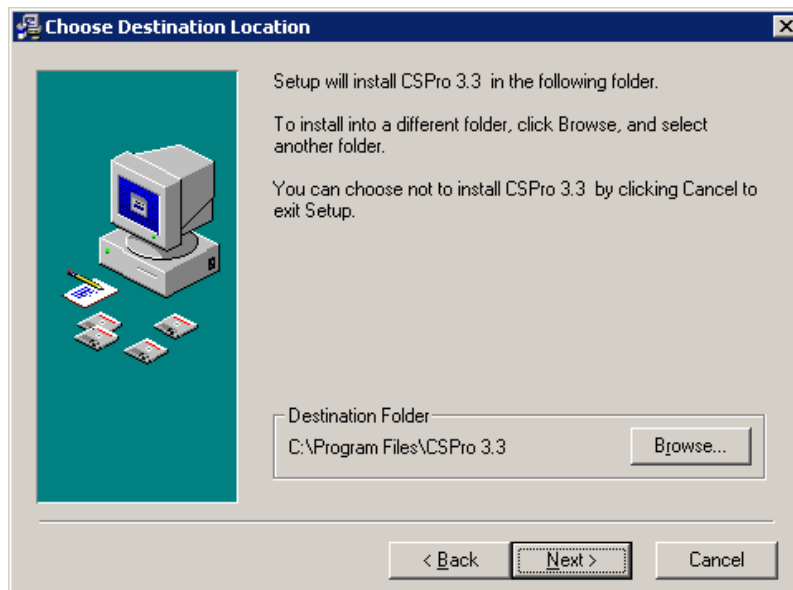 Choose Destination Location
Setup will install CSPro 3.3 in the following folder.
To install into a different folder, click Browse, and select
another folder.
You can choose not to install CSPro 3.3 by clicking Cancel to
exit Setup.
Destination Folder
C:\Program Files\CSPro 3.3
Browse...
< Back
Next >
Cancel